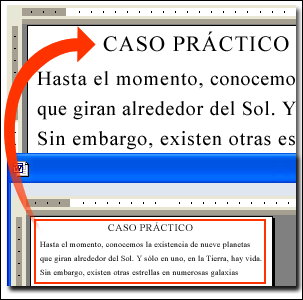 CASO PRÁCTICO
Hasta el momento, conocemo
que giran alrededor del Sol. Y
Sin embargo, existen otras es
CASO PRÁCTICO
Hasta el momento, conocemos la existencia de nueve planetas
que giran alrededor del Sol. Y sólo en uno, en la Tierra, hay vida.
Sin embargo, existen otras estrellas en numerosas galaxias